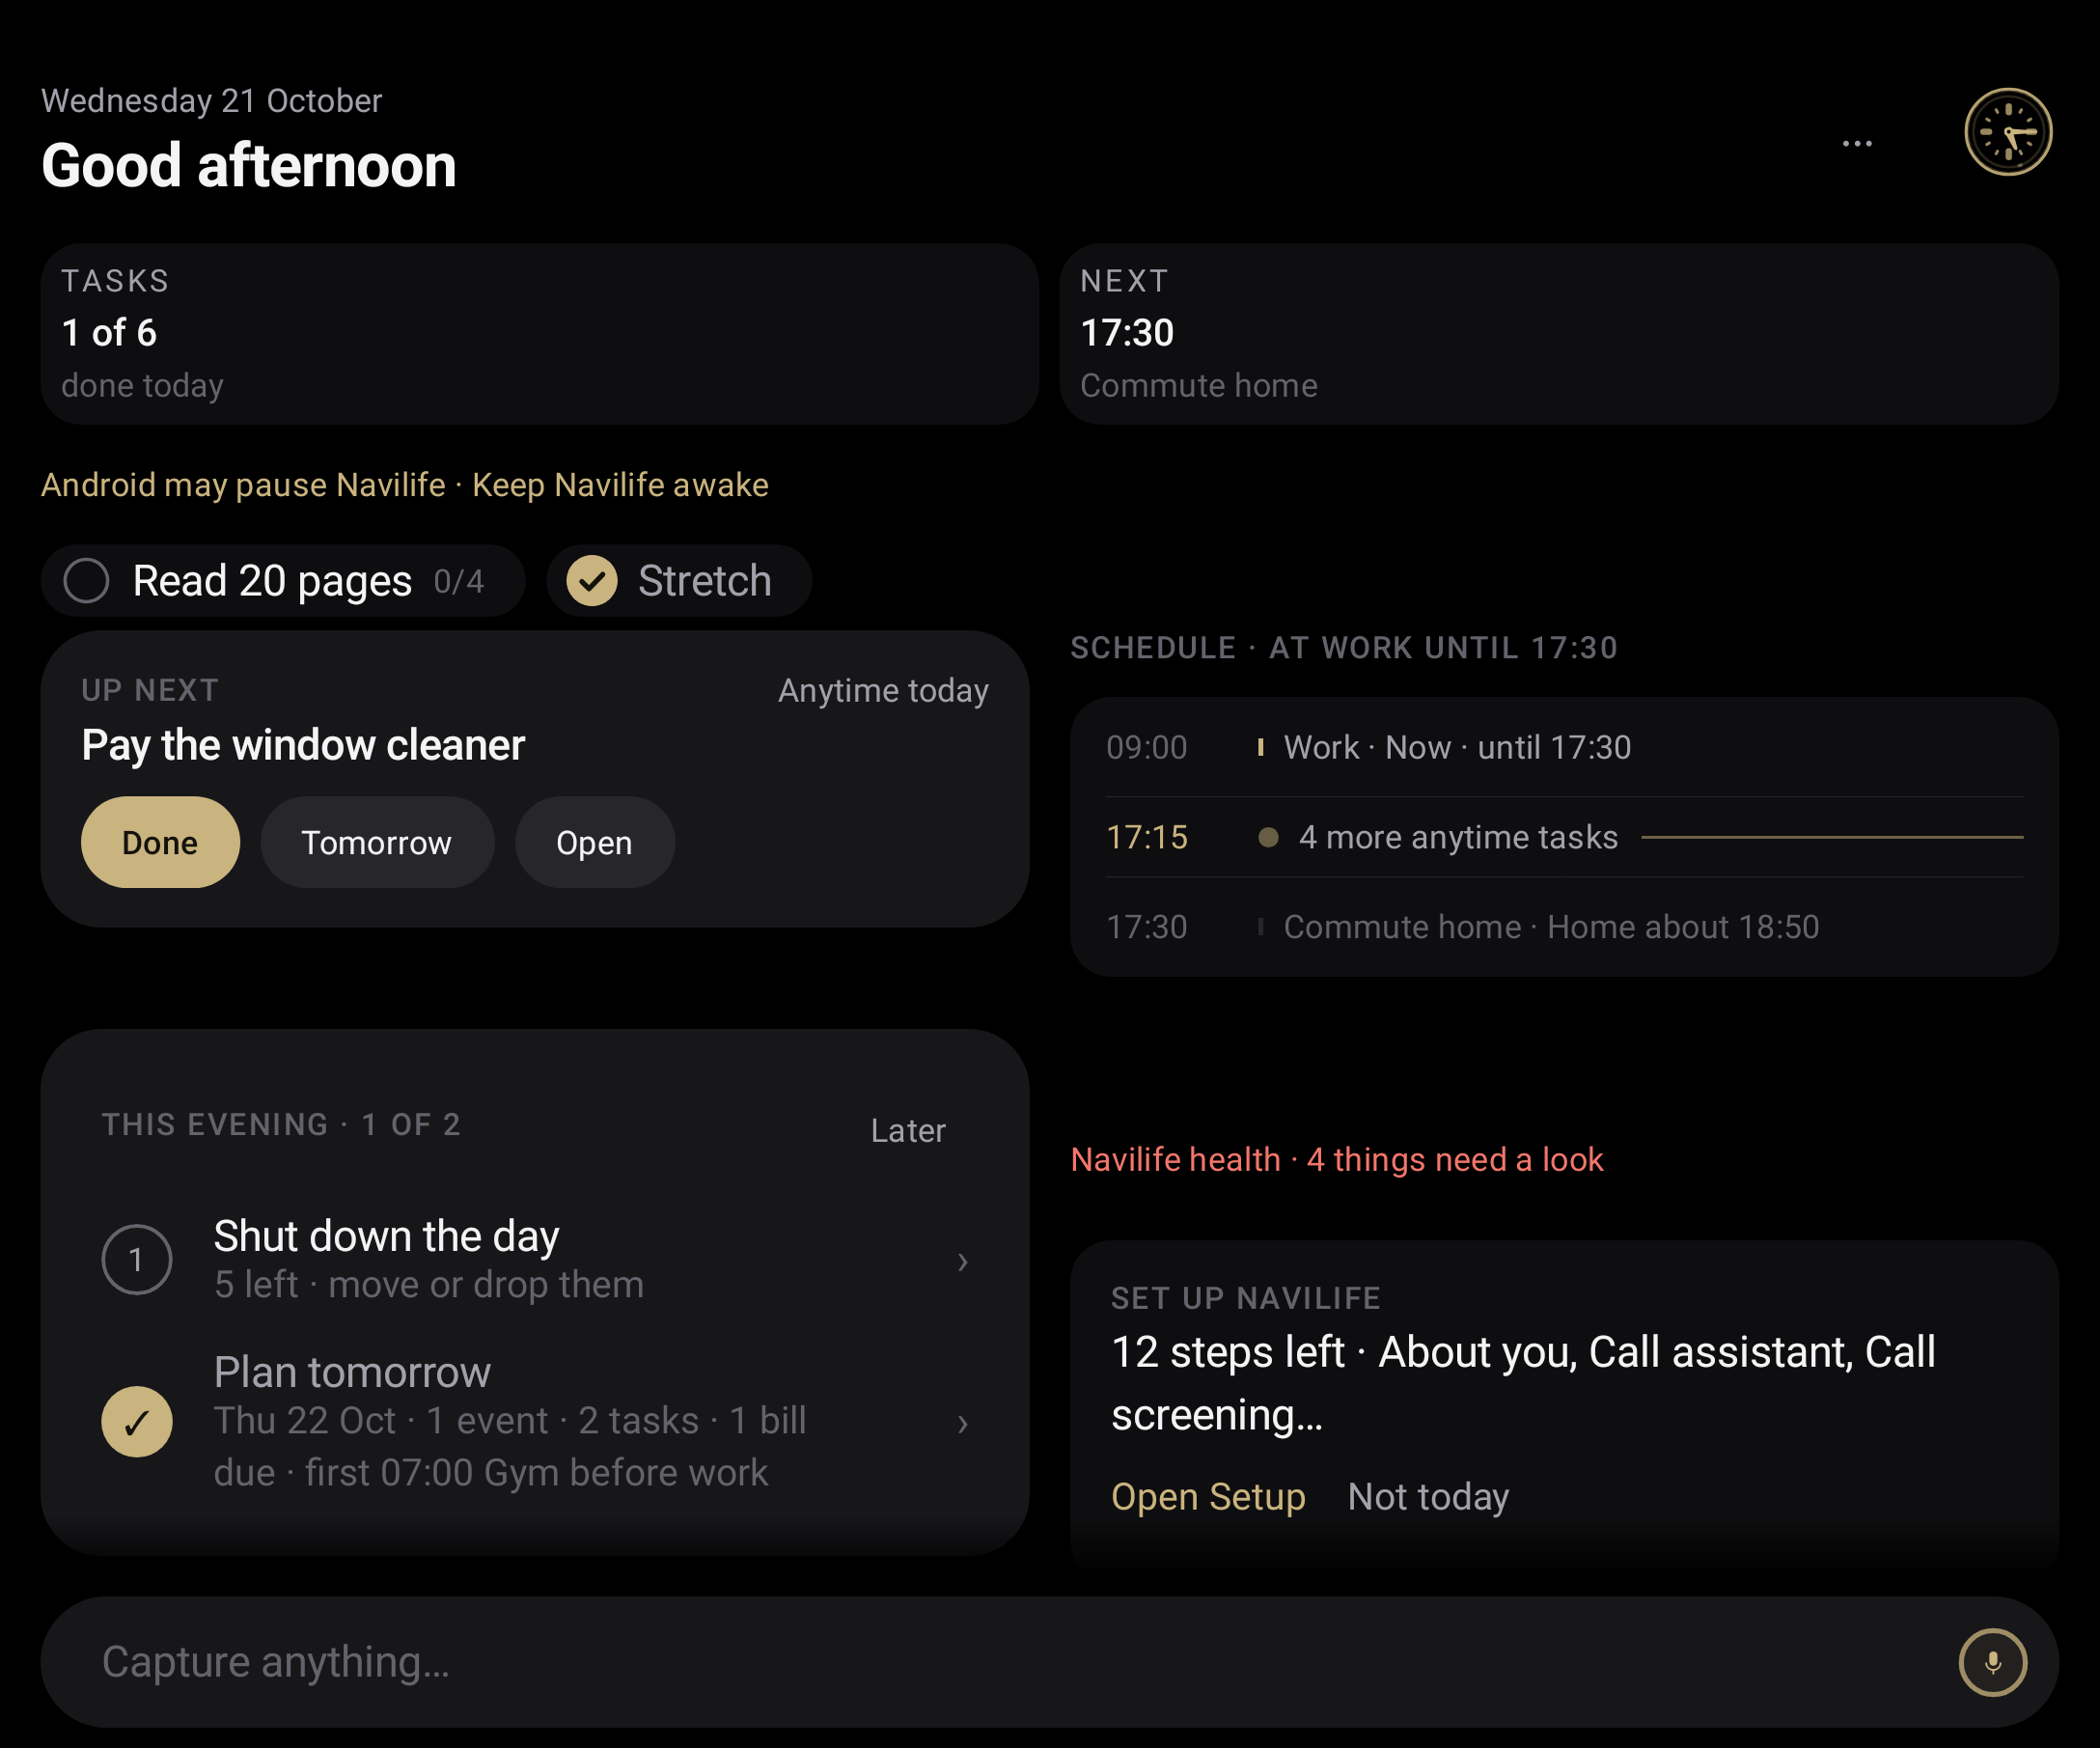 Wednesday 21 October
Good afternoon
...
TASKS
1 of 6
done today
NEXT
17:30
Commute home
Android may pause Navilife · Keep Navilife awake
Read 20 pages 0/4
Stretch
UP NEXT
Anytime today
Pay the window cleaner
Done
Tomorrow
Open
SCHEDULE · AT WORK UNTIL 17:30
09:00 Work · Now · until 17:30
17:15 4 more anytime tasks
17:30 Commute home · Home about 18:50
THIS EVENING · 1 OF 2
Later
1
Shut down the day
5 left · move or drop them
›
Plan tomorrow
✓
Thu 22 Oct · 1 event · 2 tasks · 1 bill
due · first 07:00 Gym before work
›
Navilife health · 4 things need a look
SET UP NAVILIFE
12 steps left · About you, Call assistant, Call
screening…
Open Setup
Not today
Capture anything…